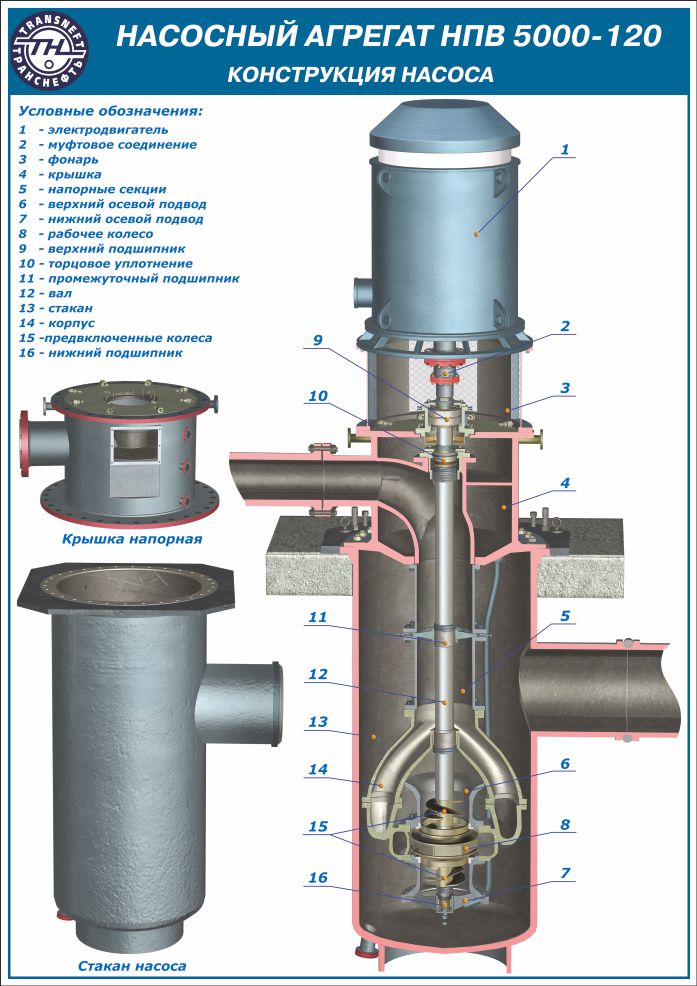 TRANSNEFT
ТН
ТРАНСНЕФТЬ
НАСОСНЫЙ АГРЕГАТ НПВ 5000-120
КОНСТРУКЦИЯ НАСОСА
Условные обозначения:
1 - электродвигатель
2 - муфтовое соединение
3 - фонарь
4 - крышка
5 - напорные секции
6 - верхний осевой подвод
7 - нижний осевой подвод
8 - рабочее колесо
9 - верхний подшипник
10 - торцовое уплотнение
11 - промежуточный подшипник
12 - вал
13 - стакан
14 - корпус
15 -предвключенные колеса
16 - нижний подшипник
1
2
9
3
10
4
Крышка напорная
11
5
12
13
6
14
15
8
16
7
Стакан насоса